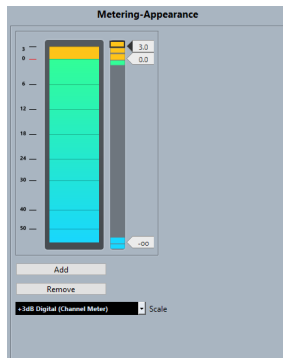 Metering-Appearance
3 3.0
0 0.0
6
12
18
24
30
40
50 -oo
Add
Remove
+3dB Digital (Channel Meter) Scale